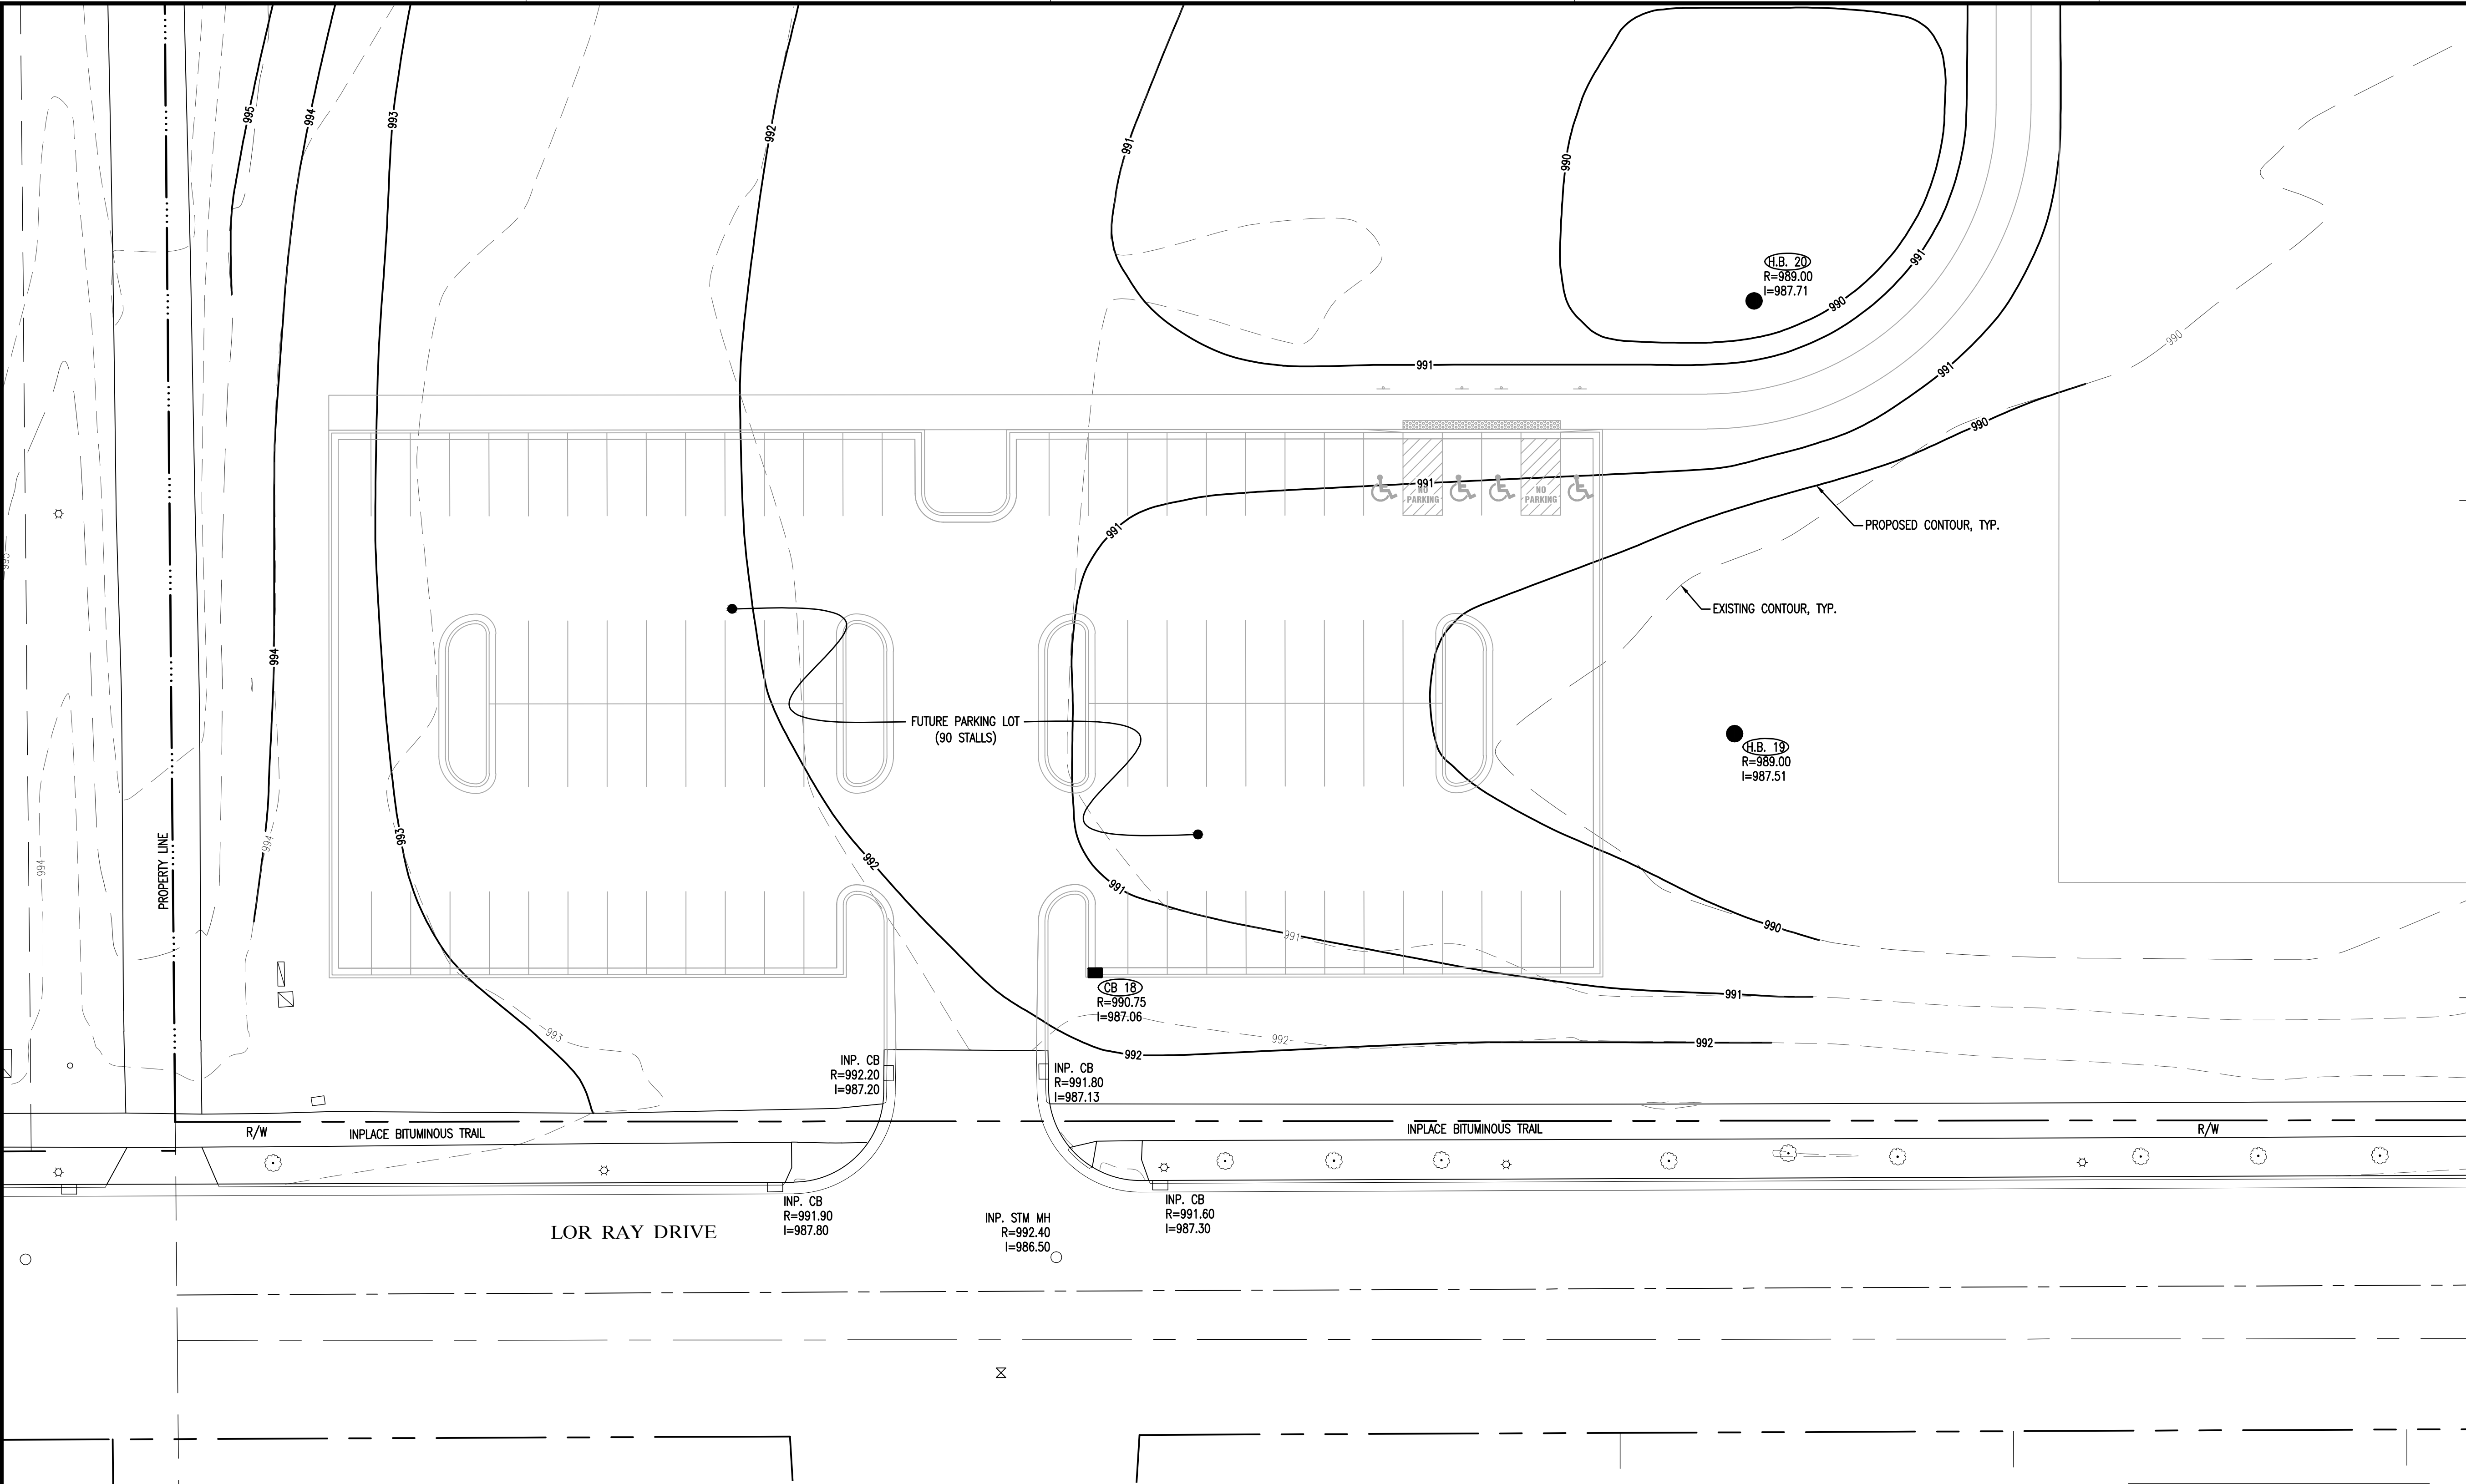 995
994
993
992
991
990
H.B. 20
R=989.00
I=987.71
991
990
991
991
990
990
991
NO
PARKING
NO
PARKING
991
PROPOSED CONTOUR, TYP.
995
EXISTING CONTOUR, TYP.
994
FUTURE PARKING LOT
(90 STALLS)
H.B. 19
R=989.00
I=987.51
PROPERTY LINE
993
994
994
992
991
990
991
CB 18
R=990.75
I=987.06
991
993
992
992
992
INP. CB
R=992.20
I=987.20
INP. CB
R=991.80
I=987.13
R/W
INPLACE BITUMINOUS TRAIL
INPLACE BITUMINOUS TRAIL
R/W
INP. CB
R=991.90
I=987.80
INP. CB
R=991.60
I=987.30
LOR RAY DRIVE
INP. STM MH
R=992.40
I=986.50